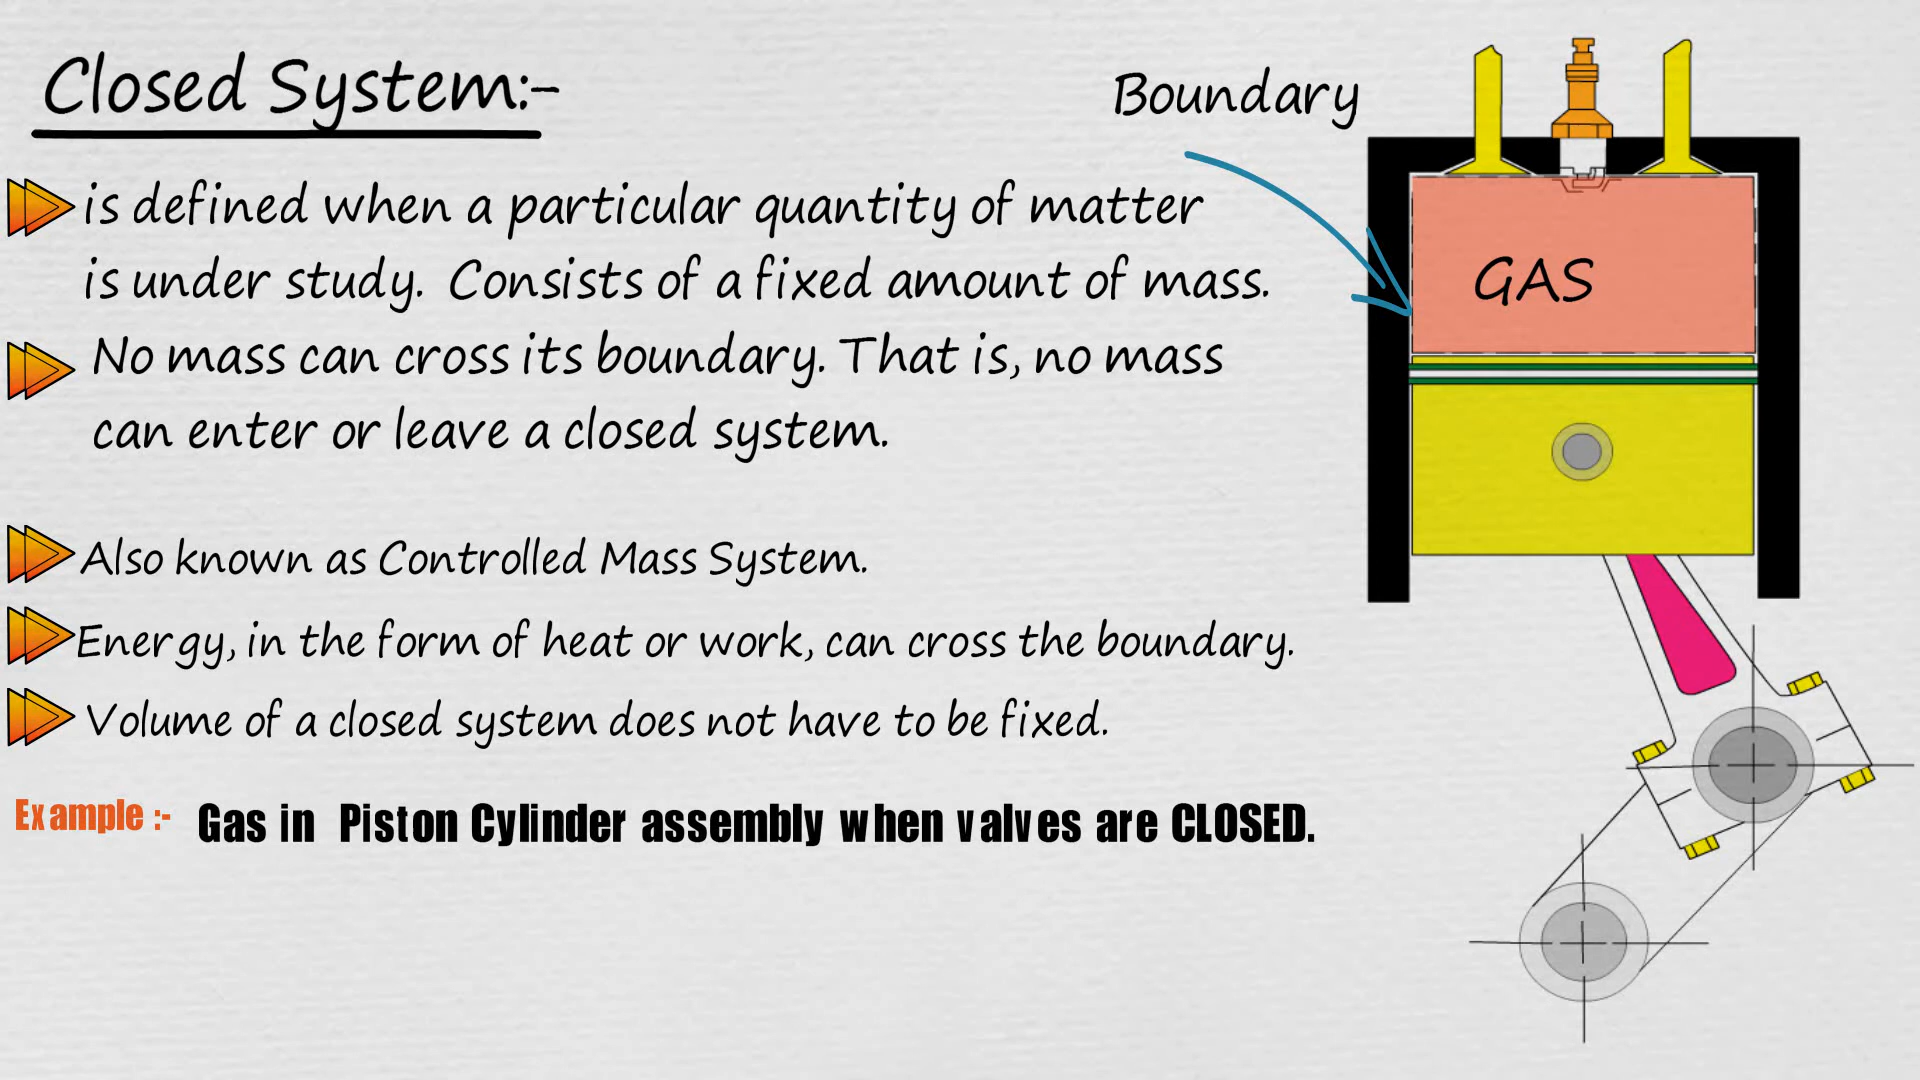 Closed System:-
Boundary
is defined when a particular quantity of matter
is under study. Consists of a fixed amount of mass.
GAS
No mass can cross its boundary. That is, no mass
can enter or leave a closed system.
Also known as Controlled Mass System.
Energy, in the form of heat or work, can cross the boundary.
Volume of a closed system does not have to be fixed.
Example :- Gas in Piston Cylinder assembly when valves are CLOSED.